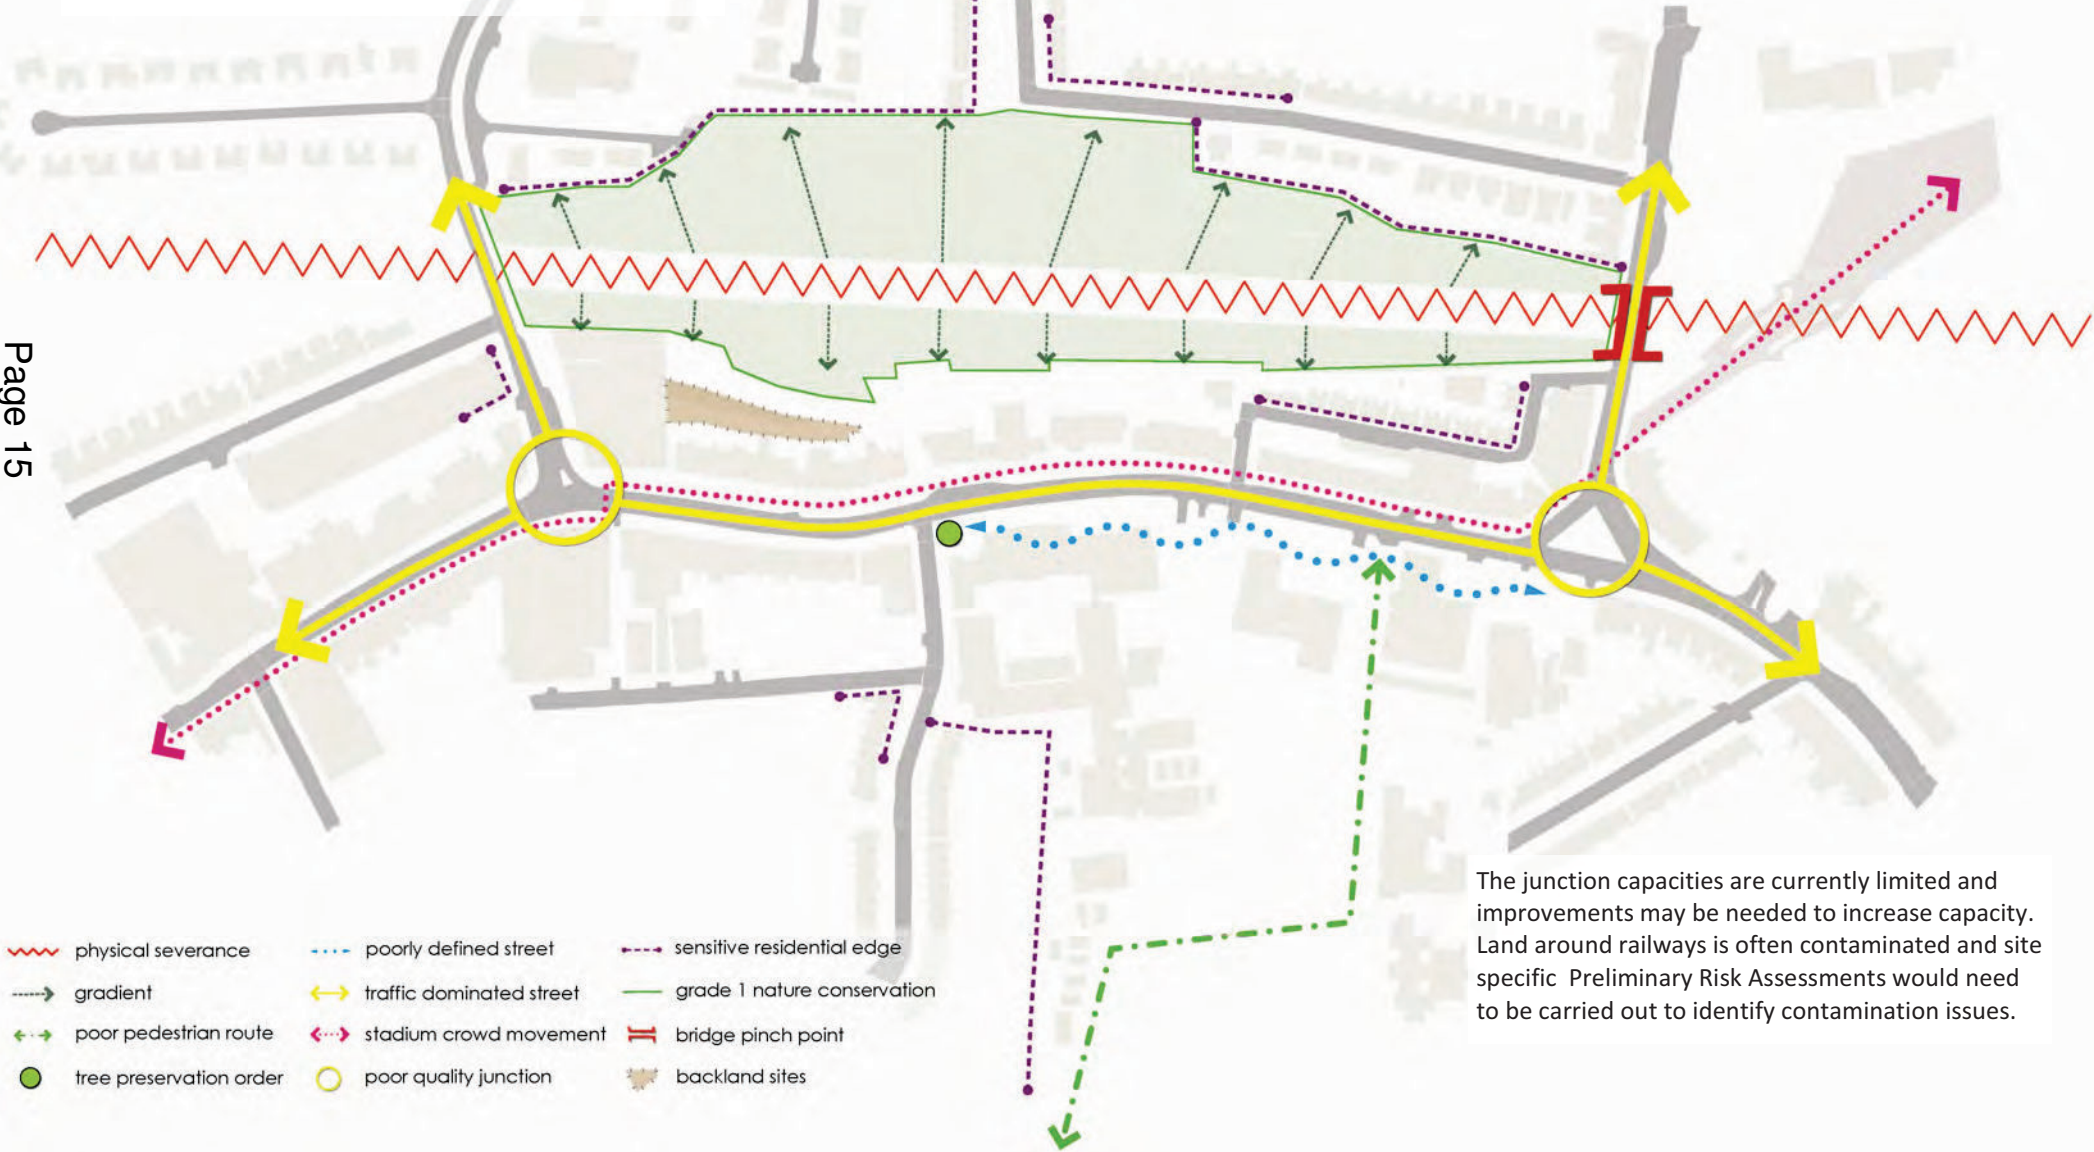 Page 15
The junction capacities are currently limited and
improvements may be needed to increase capacity.
Land around railways is often contaminated and site
specific Preliminary Risk Assessments would need
to be carried out to identify contamination issues.
physical severance
gradient
poor pedestrian route
tree preservation order
poorly defined street
traffic dominated street
stadium crowd movement
poor quality junction
sensitive residential edge
grade 1 nature conservation
bridge pinch point
backland sites